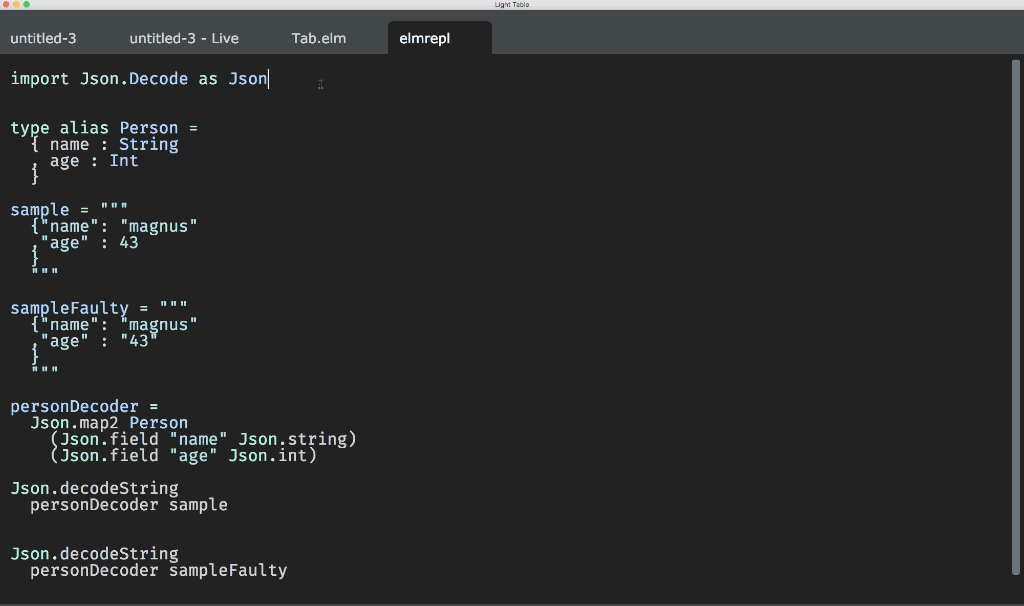 Light Table
untitled-3 untitled-3 - Live Tab.elm elmrepl
import Json.Decode as Json
type alias Person =
{ name : String
, age : Int
}
sample = """
{"name": "magnus"
,"age" : 43
}
"""
sampleFaulty = """
{"name": "magnus"
,"age" : "43"
}
"""
personDecoder =
Json.map2 Person
(Json.field "name" Json.string)
(Json.field "age" Json.int)
Json.decodeString
personDecoder sample
Json.decodeString
personDecoder sampleFaulty